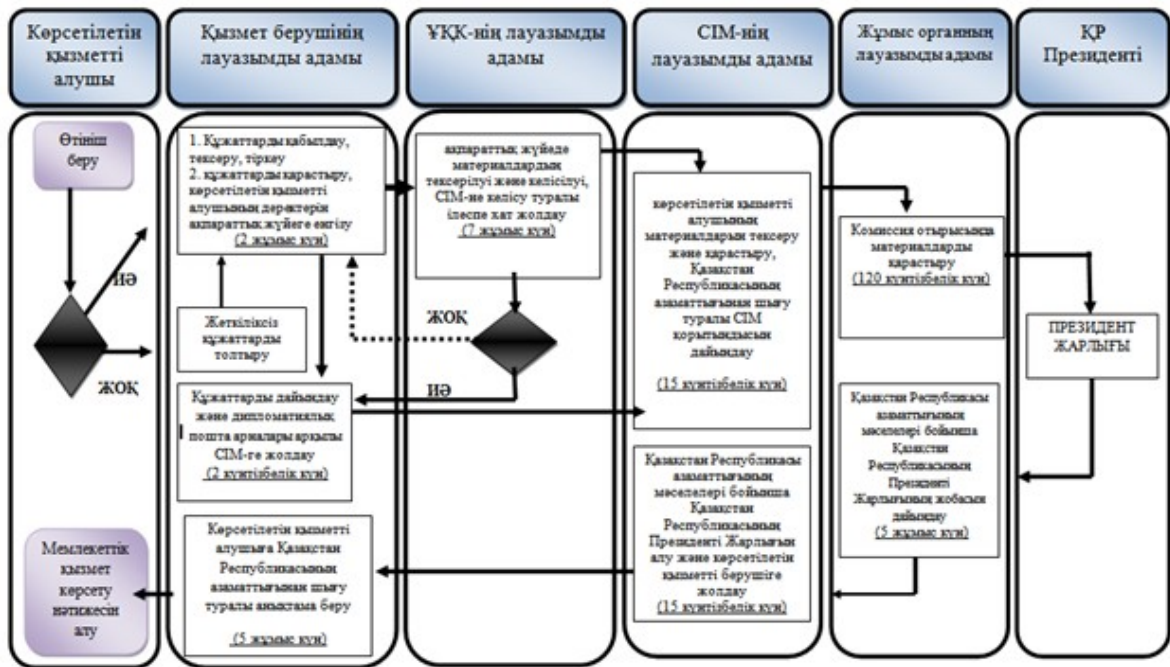 Көрсетілетін
қызметті
алушы
Қызмет берушінің
лауазымды адамы
ҰҚК-нің лауазымды
адамы
СІМ-нің
лауазымды адамы
Жұмыс органның
лауазымды адамы
ҚР
Президенті
Өтініш
беру
ИӘ
ЖОҚ
1. Құжаттарды қабылдау,
тексеру, тіркеу
2. құжаттарды қарастыру,
көрсетілетін қызметті
алушының деректерін
ақпараттық жүйеге енгізу
(2 жұмыс күн)
Жеткіліксіз
құжаттарды
толтыру
Құжаттарды дайындау
және дипломатиялық
пошта арналары арқылы
СІМ-ге жолдау
(2 күнтізбелік күн)
Көрсетілетін қызметті
алушыға Қазақстан
Республикасының
азаматтығынан шығу
туралы анықтама беру
(5 жұмыс күн)
Мемлекеттік
қызмет
көрсету
нәтижесін
алу
ақпараттық жүйеде
материалдардың
тексерілуі және келісілуі,
СІМ-не келісу туралы
ілеспе хат жолдау
(7 жұмыс күн)
ЖОҚ
ИӘ
көрсетілетін қызметті
алушының
материалдарын тексеру
және қарастыру,
Қазақстан
Республикасының
азаматтығынан шығу
туралы СІМ
қорытындысын
дайындау
(15 күнтізбелік күн)
Қазақстан Республикасы
азаматтығының
мәселелері бойынша
Қазақстан
Республикасының
Президенті Жарлығын
алу және көрсетілетін
қызметті берушіге
жолдау
(15 күнтізбелік күн)
Комиссия отырысында
материалдарды
қарастыру
(120 күнтізбелік күн)
Қазақстан Республикасы
азаматтығының
мәселелері бойынша
Қазақстан
Республикасының
Президенті
Жарлығының жобасын
дайындау
(5 жұмыс күн)
ПРЕЗИДЕНТ
ЖАРЛЫҒЫ